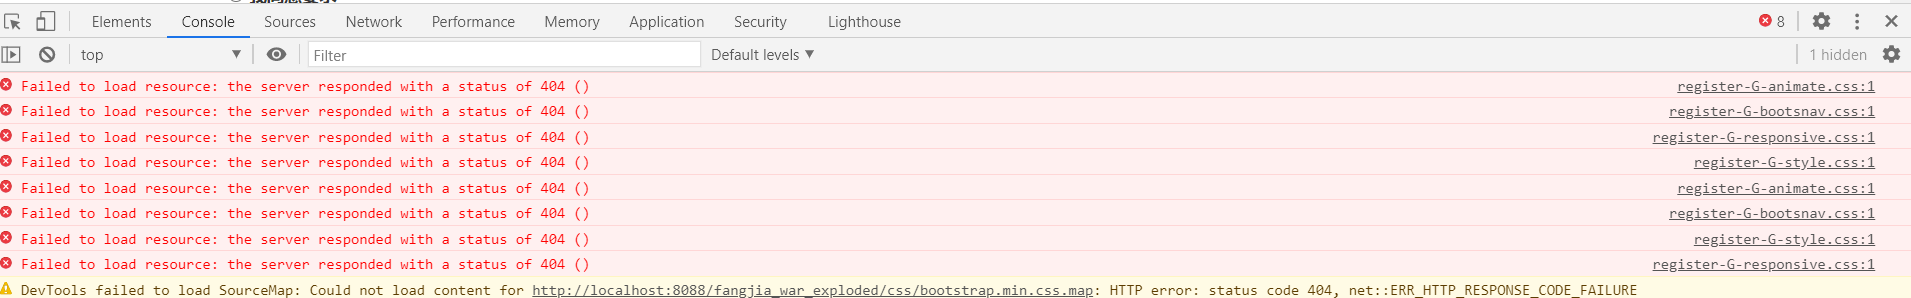 Elements Console Sources Network Performance Memory Application Security Lighthouse 8
top Filter Default levels 1 hidden
Failed to load resource: the server responded with a status of 404 () register-G-animate.css:1
Failed to load resource: the server responded with a status of 404 () register-G-bootsnav.css:1
Failed to load resource: the server responded with a status of 404 () register-G-responsive.css:1
Failed to load resource: the server responded with a status of 404 () register-G-style.css:1
Failed to load resource: the server responded with a status of 404 () register-G-animate.css:1
Failed to load resource: the server responded with a status of 404 () register-G-bootsnav.css:1
Failed to load resource: the server responded with a status of 404 () register-G-style.css:1
Failed to load resource: the server responded with a status of 404 () register-G-responsive.css:1
DevTools failed to load SourceMap: Could not load content for http://localhost:8088/fangjia_war_exploded/css/bootstrap.min.css.map: HTTP error: status code 404, net::ERR_HTTP_RESPONSE_CODE_FAILURE